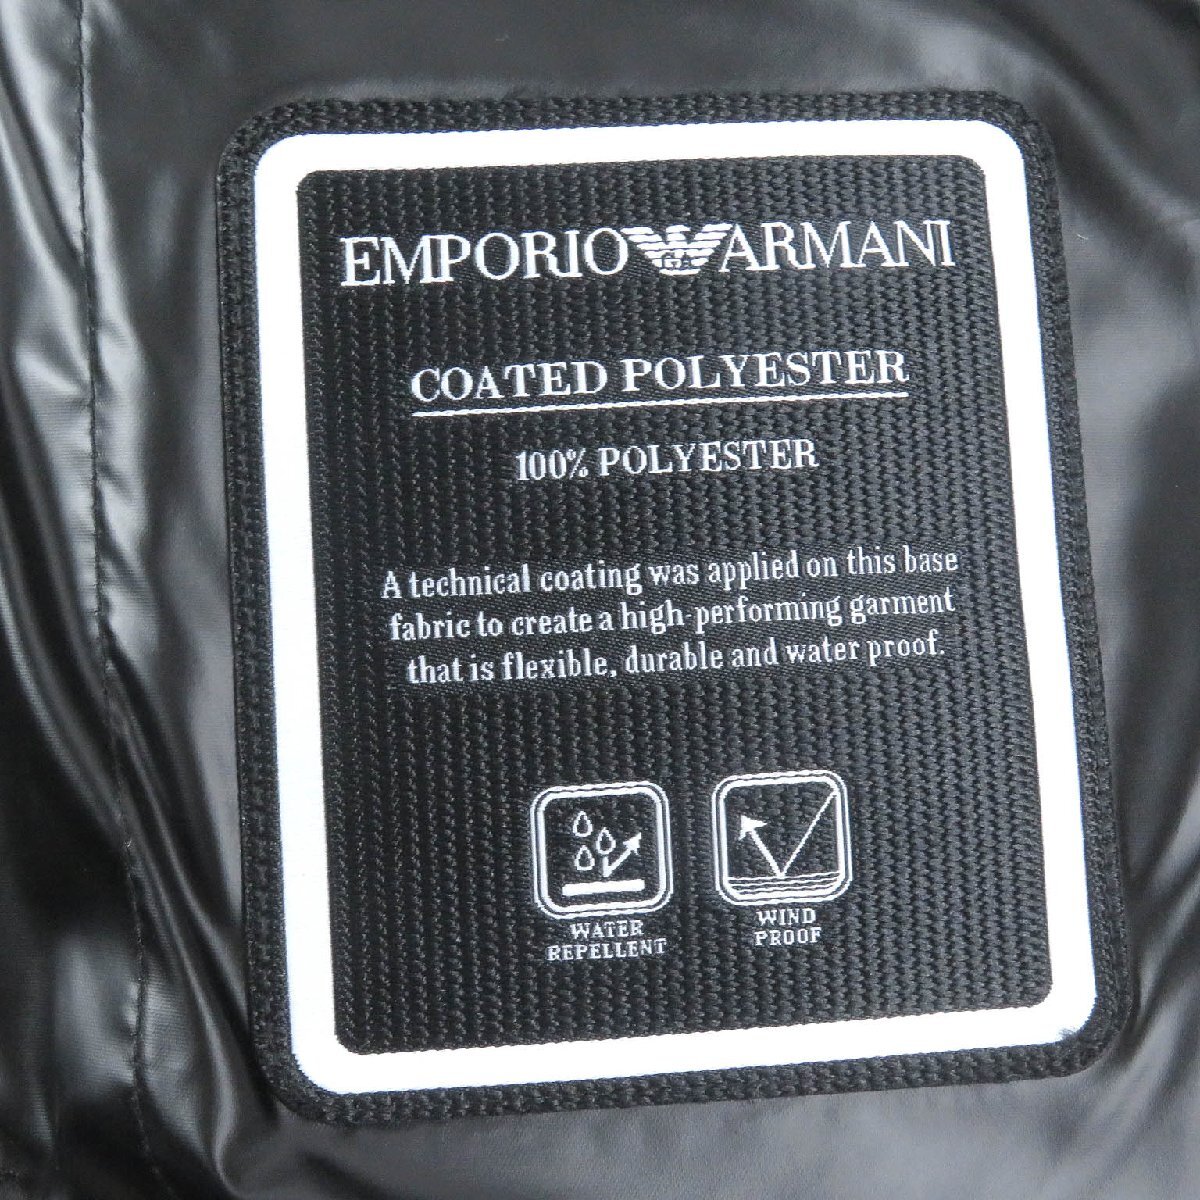 EMPORIO ARMANI
COATED POLYESTER
100% POLYESTER
A technical coating was applied on this base
fabric to create a high-performing garment
that is flexible, durable and water proof.
WATER
REPELLENT
WIND
PROOF